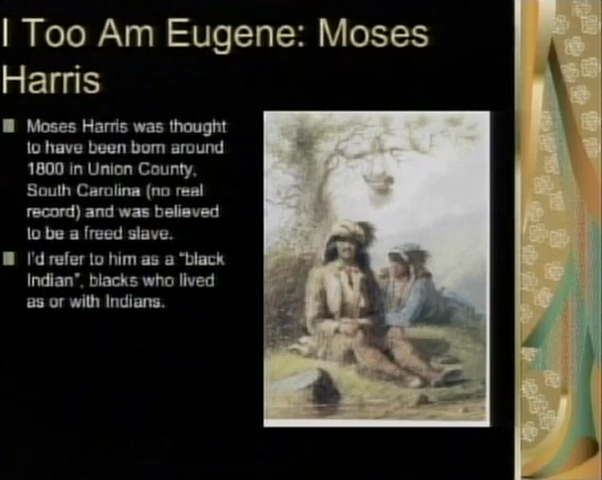 I Too Am Eugene: Moses
Harris
Moses Harris was thought
to have been born around
1800 in Union County,
South Carolina (no real
record) and was believed
to be a freed slave.
I'd refer to him as a "black
Indian", blacks who lived
as or with Indians.